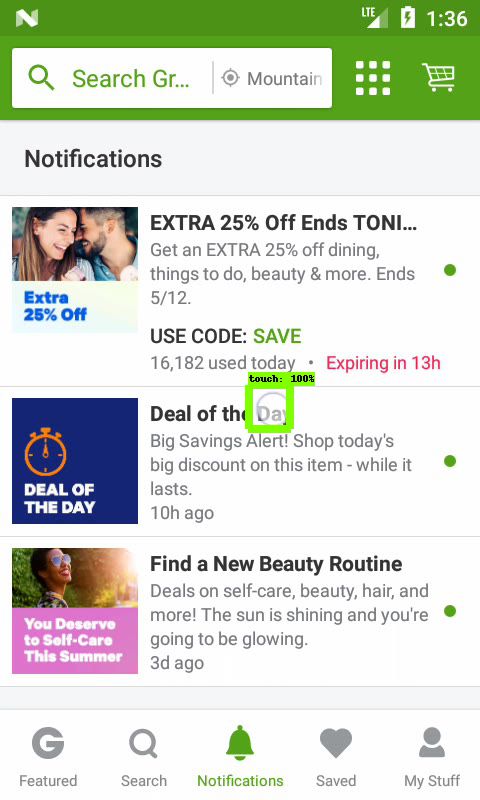 LTE 1:36
Search Gr… Mountain
Notifications
EXTRA 25% Off Ends TONI…
Get an EXTRA 25% off dining,
things to do, beauty & more. Ends
5/12.
Extra
25% Off
USE CODE: SAVE
16,182 used today • Expiring in 13h
touch: 100%
Deal of the Day
Big Savings Alert! Shop today's
big discount on this item - while it
lasts.
10h ago
DEAL OF
THE DAY
Find a New Beauty Routine
Deals on self-care, beauty, hair, and
more! The sun is shining and you're
going to be glowing.
3d ago
You Deserve
to Self-Care
This Summer
Featured Search Notifications Saved My Stuff